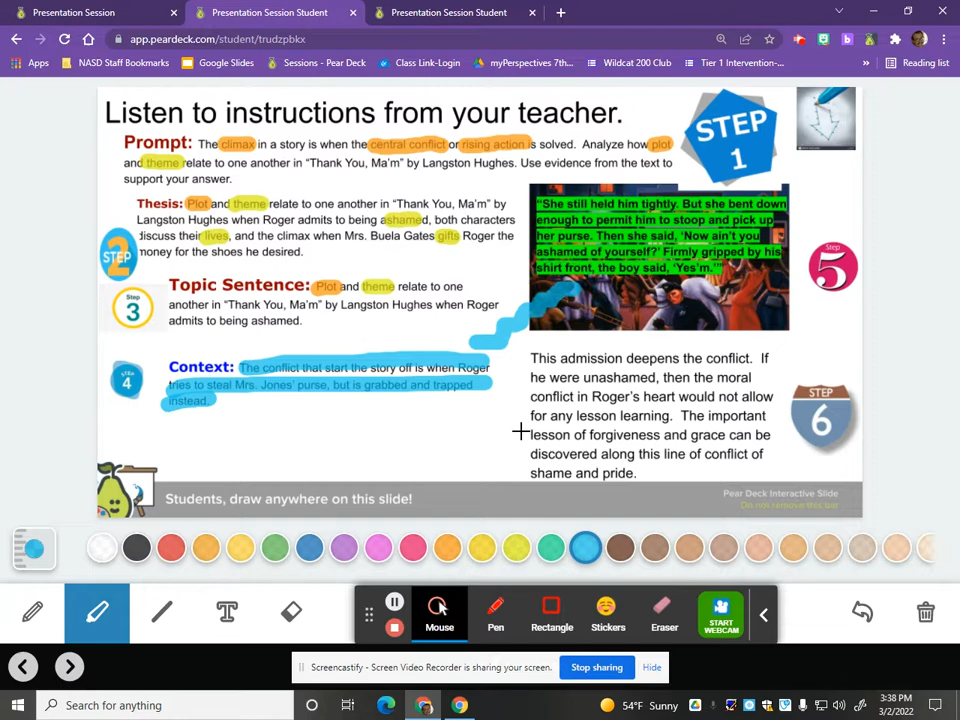 Presentation Session
Presentation Session Student
Presentation Session Student
app.peardeck.com/student/trudzpbkx
Apps
NASD Staff Bookmarks
Google Slides
Sessions - Pear Deck
Class Link-Login
myPerspectives 7th...
Wildcat 200 Club
Tier 1 Intervention-...
»
Reading list
Listen to instructions from your teacher.
STEP
1
Prompt: The climax in a story is when the central conflict or rising action is solved. Analyze how plot
and theme relate to one another in “Thank You, Ma’m” by Langston Hughes. Use evidence from the text to
support your answer.
Thesis: Plot and theme relate to one another in “Thank You, Ma’m” by
Langston Hughes when Roger admits to being ashamed, both characters
discuss their lives, and the climax when Mrs. Buela Gates gifts Roger the
money for the shoes he desired.
2
STEP
“She still held him tightly. But she bent down
enough to permit him to stoop and pick up
her purse. Then she said, ‘Now ain’t you
ashamed of yourself?’ Firmly gripped by his
shirt front, the boy said, ‘Yes’m.’”
Step
5
Step
3
Topic Sentence: Plot and theme relate to one
another in “Thank You, Ma’m” by Langston Hughes when Roger
admits to being ashamed.
STEP
4
Context: The conflict that start the story off is when Roger
tries to steal Mrs. Jones’ purse, but is grabbed and trapped
instead.
This admission deepens the conflict. If
he were unashamed, then the moral
conflict in Roger’s heart would not allow
for any lesson learning. The important
lesson of forgiveness and grace can be
discovered along this line of conflict of
shame and pride.
STEP
6
Students, draw anywhere on this slide!
Pear Deck Interactive Slide
Do not remove this bar
T
Mouse
Pen
Rectangle
Stickers
Eraser
START
WEBCAM
Screencastify - Screen Video Recorder is sharing your screen.
Stop sharing
Hide
Search for anything
54°F Sunny
3:38 PM
3/2/2022